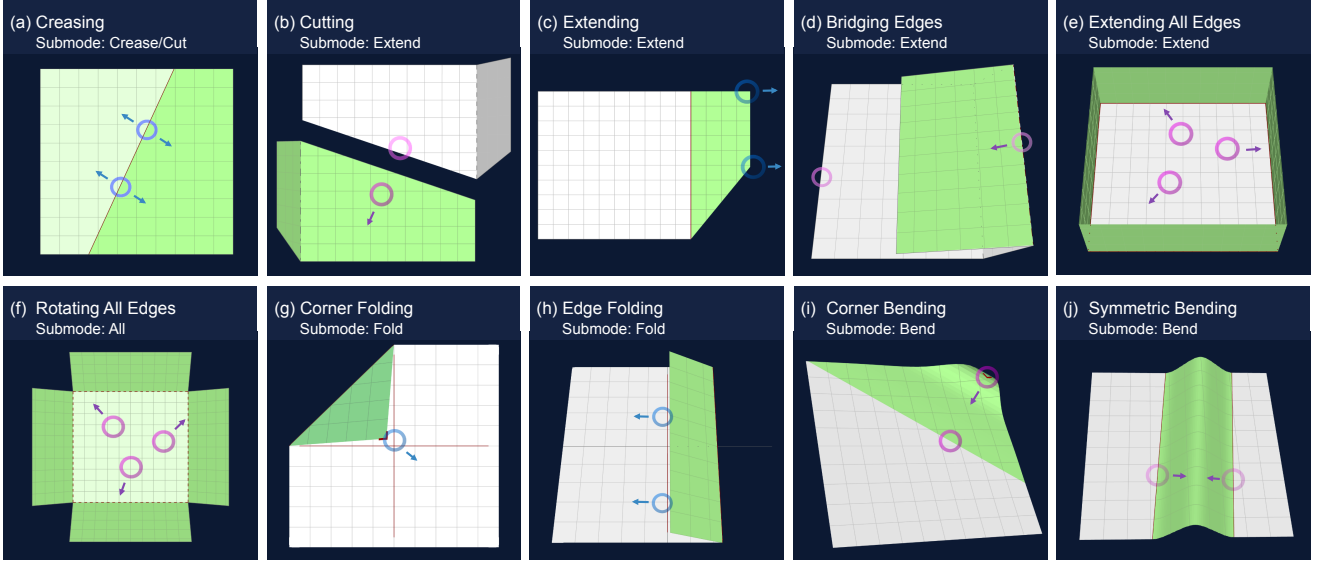 (a) Creasing
Submode: Crease/Cut
(b) Cutting
Submode: Extend
(c) Extending
Submode: Extend
(d) Bridging Edges
Submode: Extend
(e) Extending All Edges
Submode: Extend
(f) Rotating All Edges
Submode: All
(g) Corner Folding
Submode: Fold
(h) Edge Folding
Submode: Fold
(i) Corner Bending
Submode: Bend
(j) Symmetric Bending
Submode: Bend